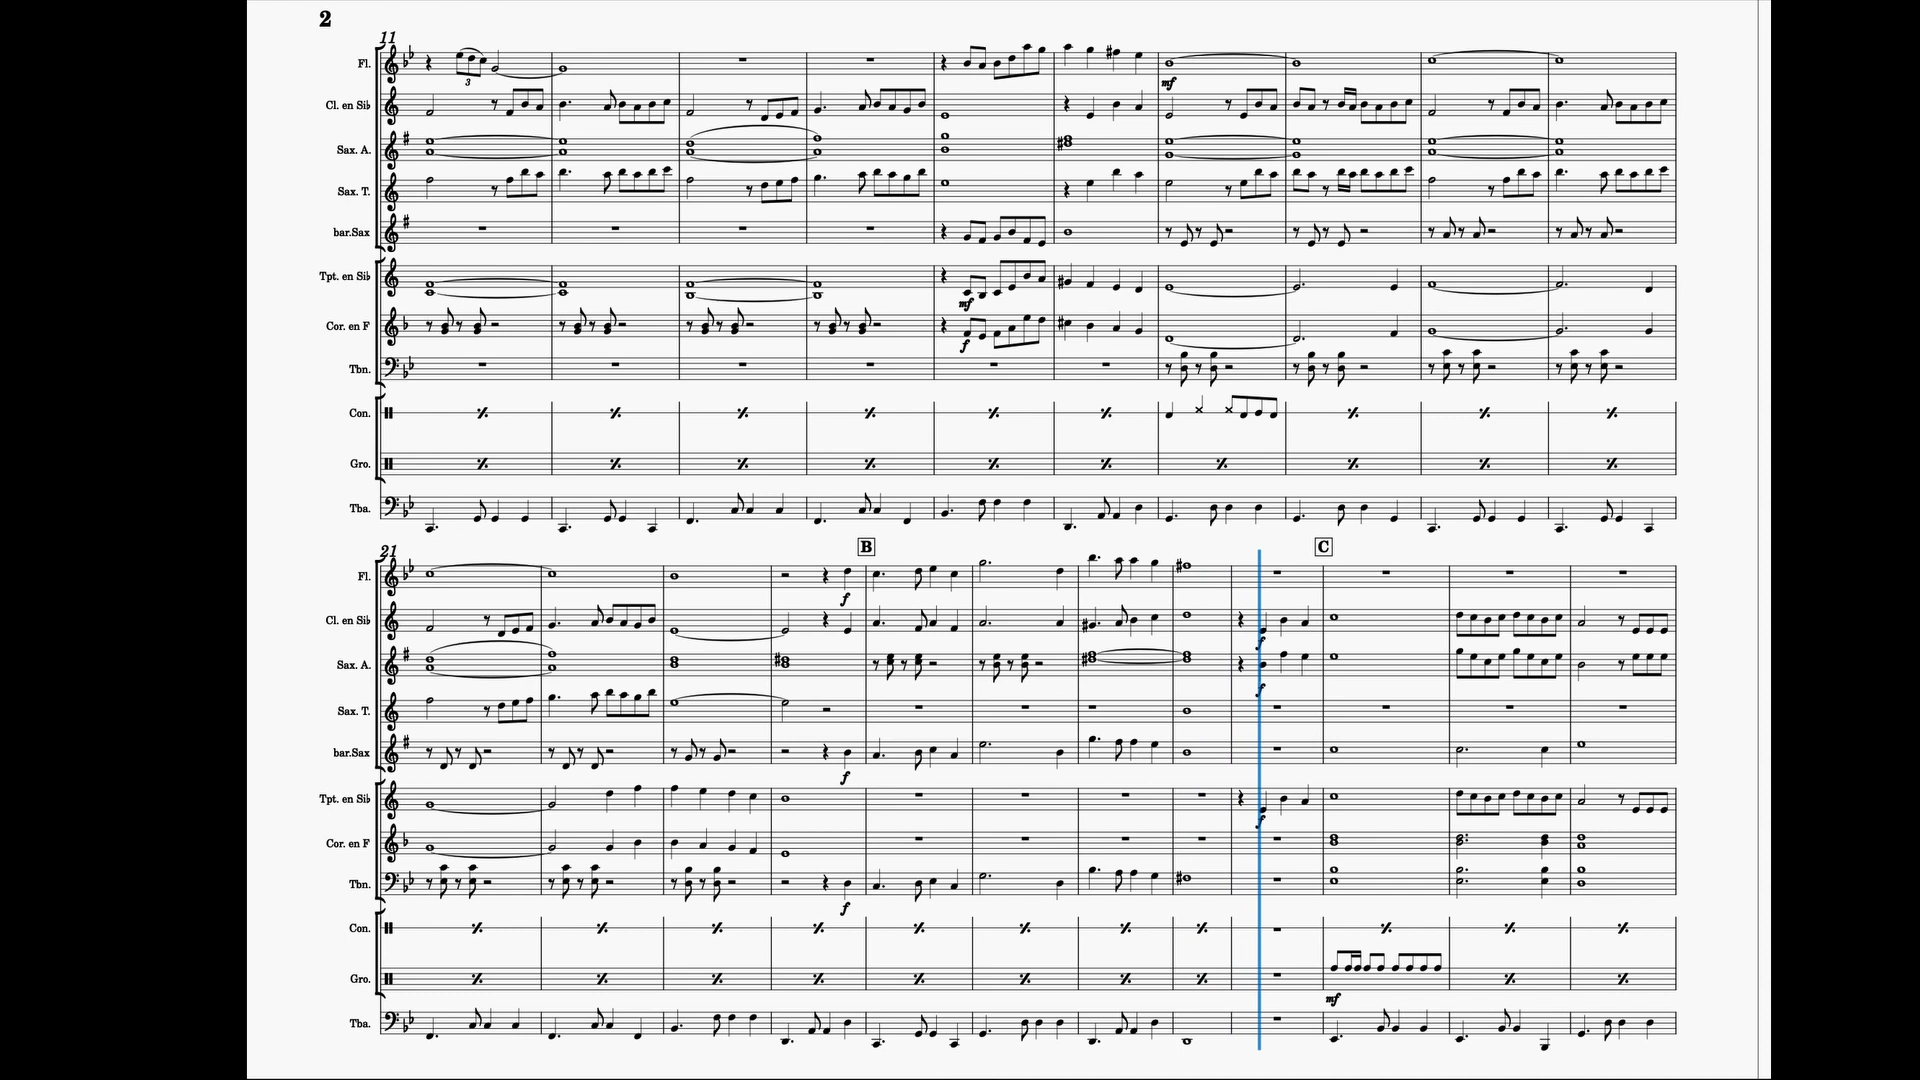 2
11
Fl.
3
mf
Cl. en Sib
Sax. A.
Sax. T.
bar.Sax
Tpt. en Sib
mf
Cor. en F
f
Tbn.
Con.
Gro.
Tba.
21
B
C
Fl.
f
Cl. en Sib
f
Sax. A.
f
Sax. T.
bar.Sax
f
Tpt. en Sib
f
Cor. en F
Tbn.
f
Con.
Gro.
mf
Tba.